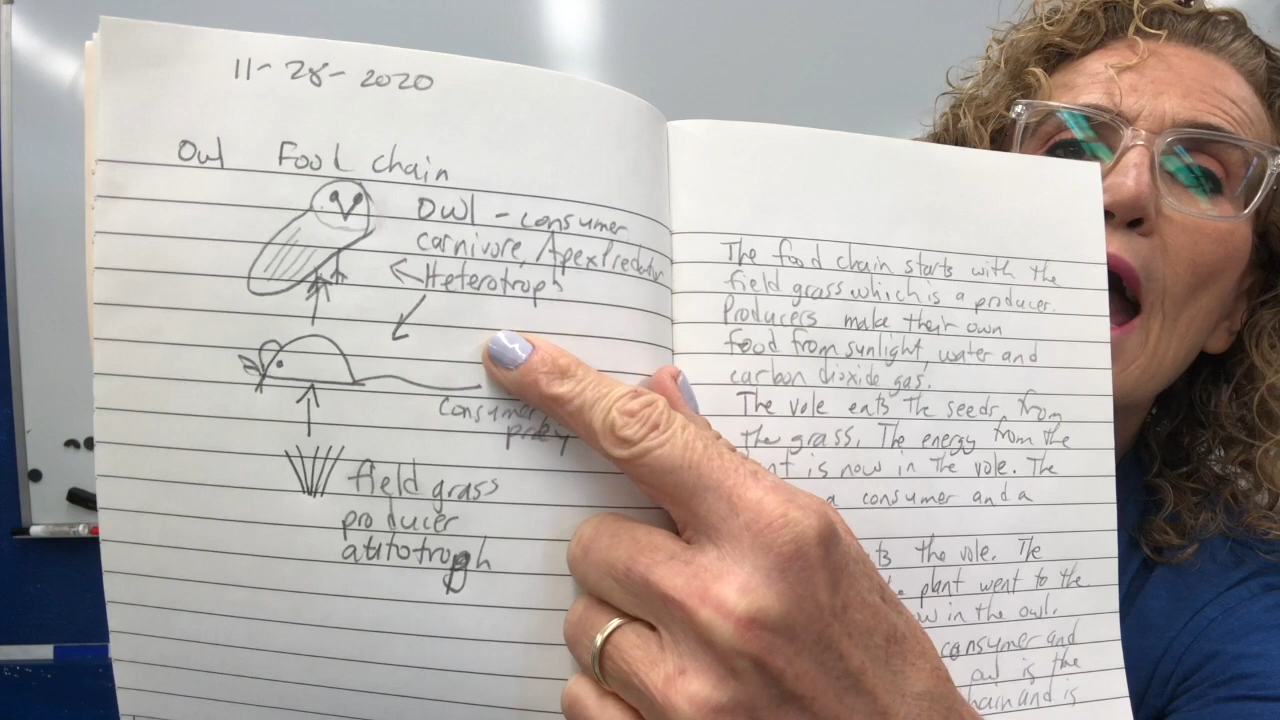 11-28-2020
Owl Food chain
Owl - consumer
carnivore, Apex Predator
Heterotroph
consumer
prey
field grass
producer
atutotroph
The food chain starts with the
field grass which is a producer.
Producers make their own
food from sunlight, water and
carbon dioxide gas.
The vole eats the seeds from
the grass. The energy from the
is now in the vole. The
a consumer and a
the vole. The
plant went to the
in the owl.
consumer and
owl is the
and is